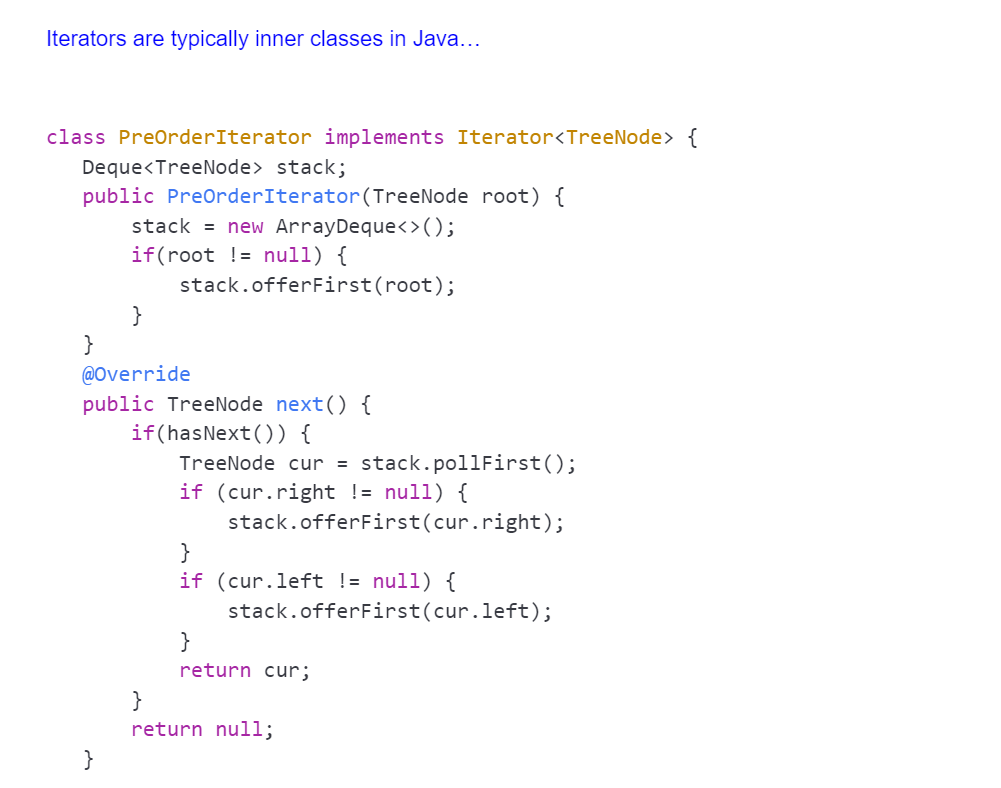 Iterators are typically inner classes in Java…
class PreOrderIterator implements Iterator<TreeNode> {
   Deque<TreeNode> stack;
   public PreOrderIterator(TreeNode root) {
       stack = new ArrayDeque<>();
       if(root != null) {
           stack.offerFirst(root);
       }
   }
   @Override
   public TreeNode next() {
       if(hasNext()) {
           TreeNode cur = stack.pollFirst();
           if (cur.right != null) {
               stack.offerFirst(cur.right);
           }
           if (cur.left != null) {
               stack.offerFirst(cur.left);
           }
           return cur;
       }
       return null;
   }